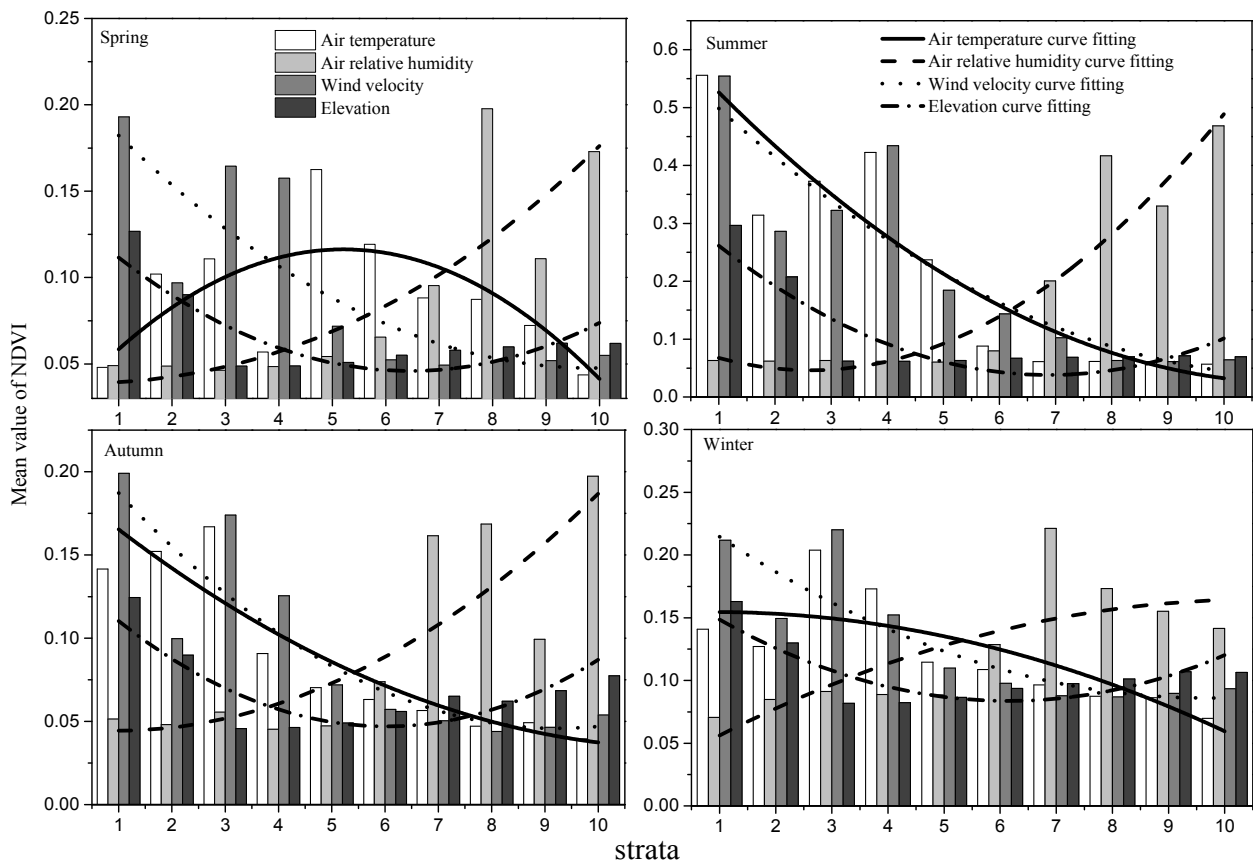 Mean value of NDVI
Spring
Air temperature
Air relative humidity
Wind velocity
Elevation
0.25
0.20
0.15
0.10
0.05
1 2 3 4 5 6 7 8 9 10
Summer
Air temperature curve fitting
Air relative humidity curve fitting
Wind velocity curve fitting
Elevation curve fitting
0.6
0.5
0.4
0.3
0.2
0.1
0.0
1 2 3 4 5 6 7 8 9 10
Autumn
0.20
0.15
0.10
0.05
0.00
1 2 3 4 5 6 7 8 9 10
Winter
0.30
0.25
0.20
0.15
0.10
0.05
0.00
1 2 3 4 5 6 7 8 9 10
strata